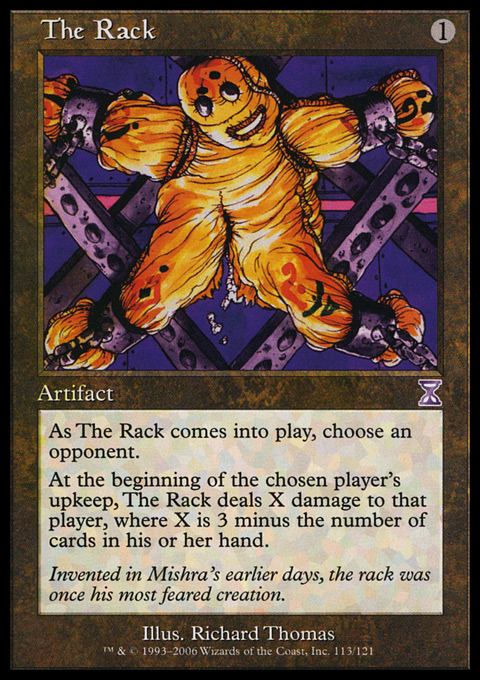 The Rack 1
Artifact
As The Rack comes into play, choose an
opponent.
At the beginning of the chosen player's
upkeep, The Rack deals X damage to that
player, where X is 3 minus the number of
cards in his or her hand.
Invented in Mishra's earlier days, the rack was
once his most feared creation.
Illus. Richard Thomas
™ & © 1993–2006 Wizards of the Coast, Inc. 113/121